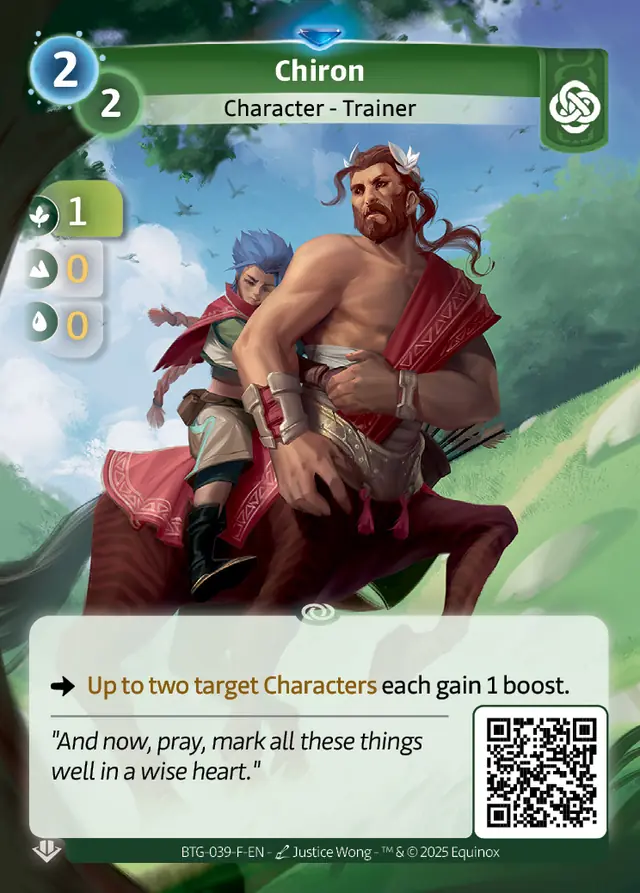 2
Chiron
2
Character - Trainer
1
0
0
Up to two target Characters each gain 1 boost.
"And now, pray, mark all these things
well in a wise heart."
BTG-039-F-EN - Justice Wong - ™ & © 2025 Equinox